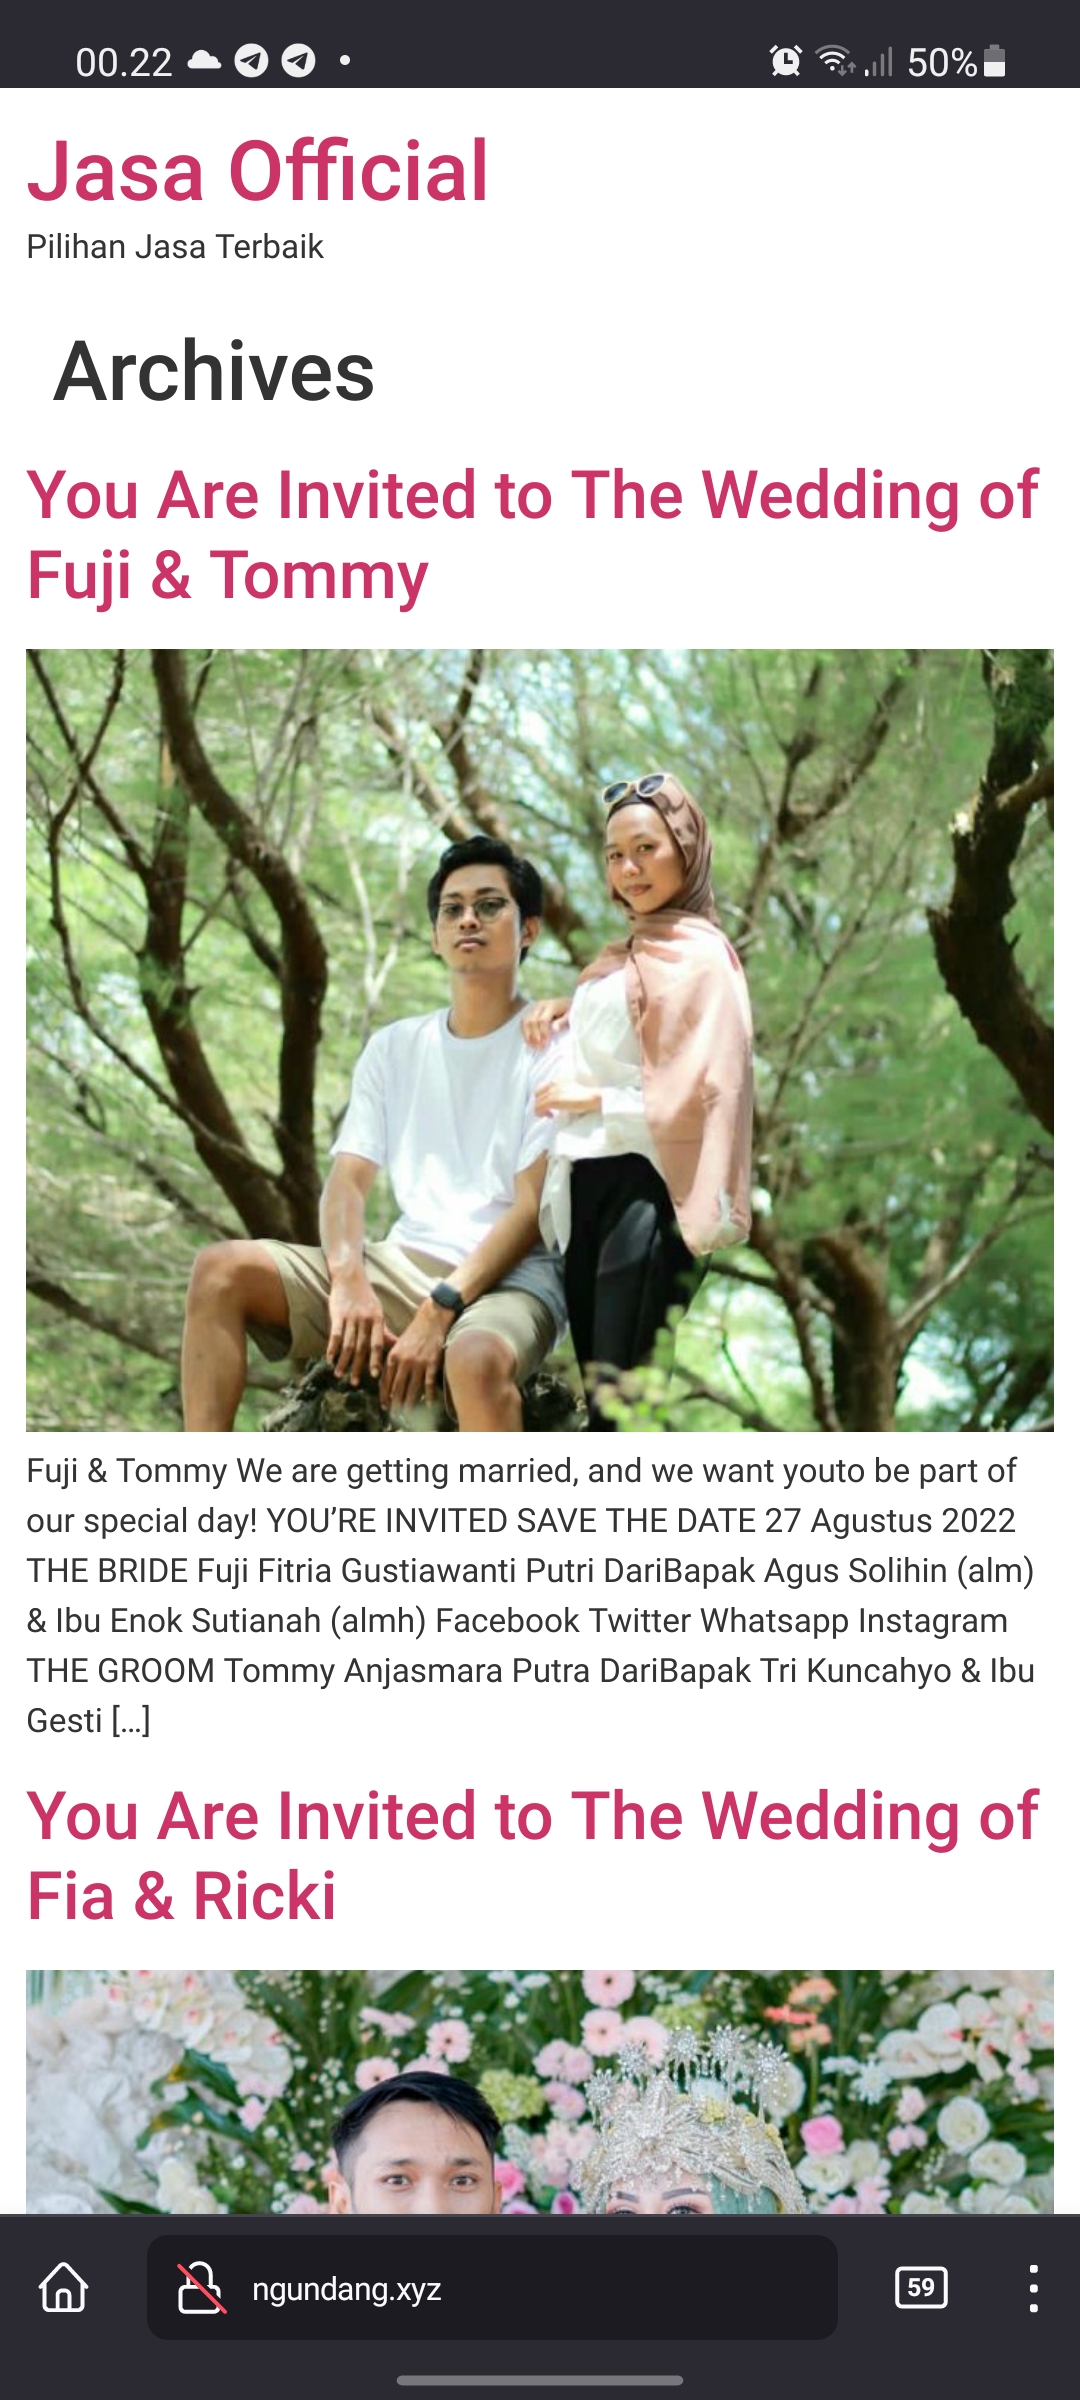 00.22
50%
Jasa Official
Pilihan Jasa Terbaik
Archives
You Are Invited to The Wedding of
Fuji & Tommy
Fuji & Tommy We are getting married, and we want youto be part of
our special day! YOU’RE INVITED SAVE THE DATE 27 Agustus 2022
THE BRIDE Fuji Fitria Gustiawanti Putri DariBapak Agus Solihin (alm)
& Ibu Enok Sutianah (almh) Facebook Twitter Whatsapp Instagram
THE GROOM Tommy Anjasmara Putra DariBapak Tri Kuncahyo & Ibu
Gesti […]
You Are Invited to The Wedding of
Fia & Ricki
ngundang.xyz
59